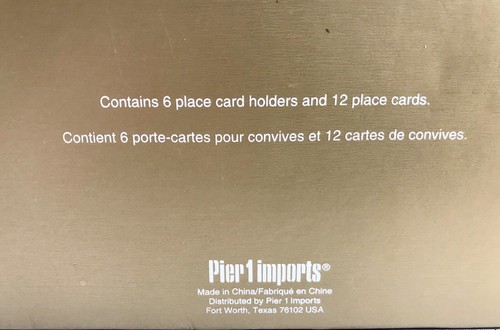 Contains 6 place card holders and 12 place cards.
Contient 6 porte-cartes pour convives et 12 cartes de convives.
Pier 1 imports®
Made in China/Fabriqué en Chine
Distributed by Pier 1 Imports
Fort Worth, Texas 76102 USA